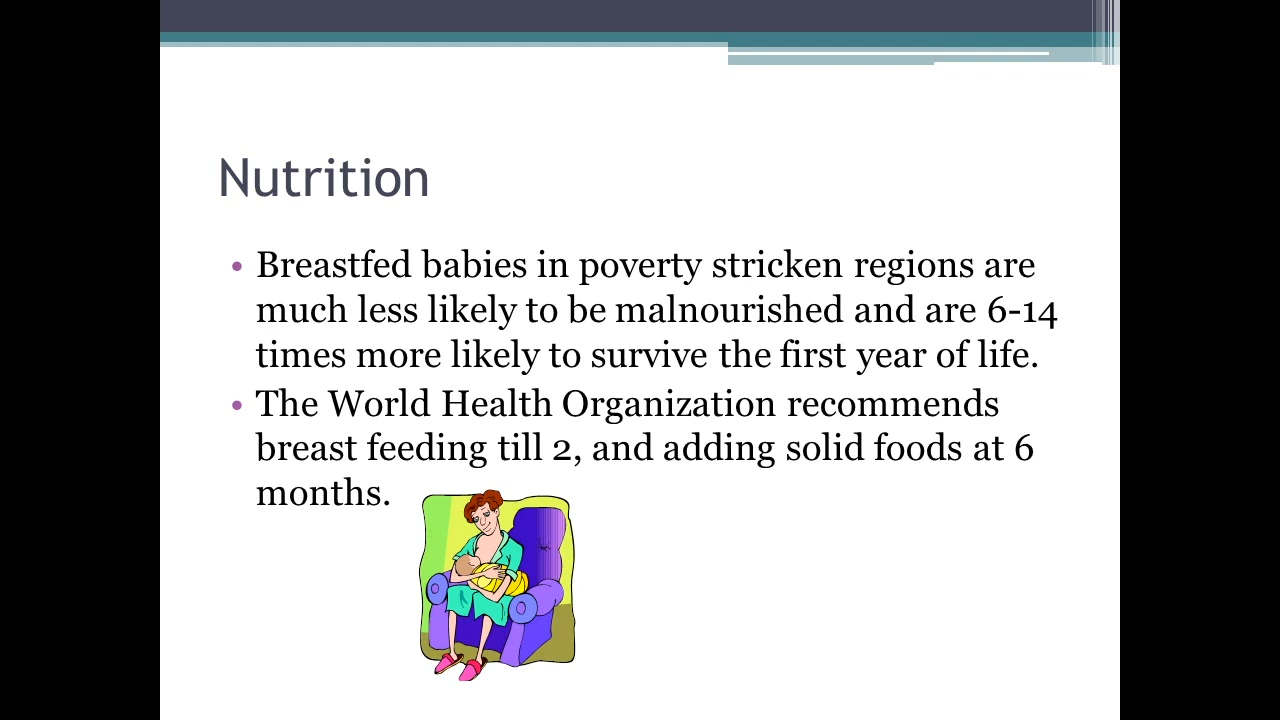 Nutrition
• Breastfed babies in poverty stricken regions are
much less likely to be malnourished and are 6-14
times more likely to survive the first year of life.
• The World Health Organization recommends
breast feeding till 2, and adding solid foods at 6
months.